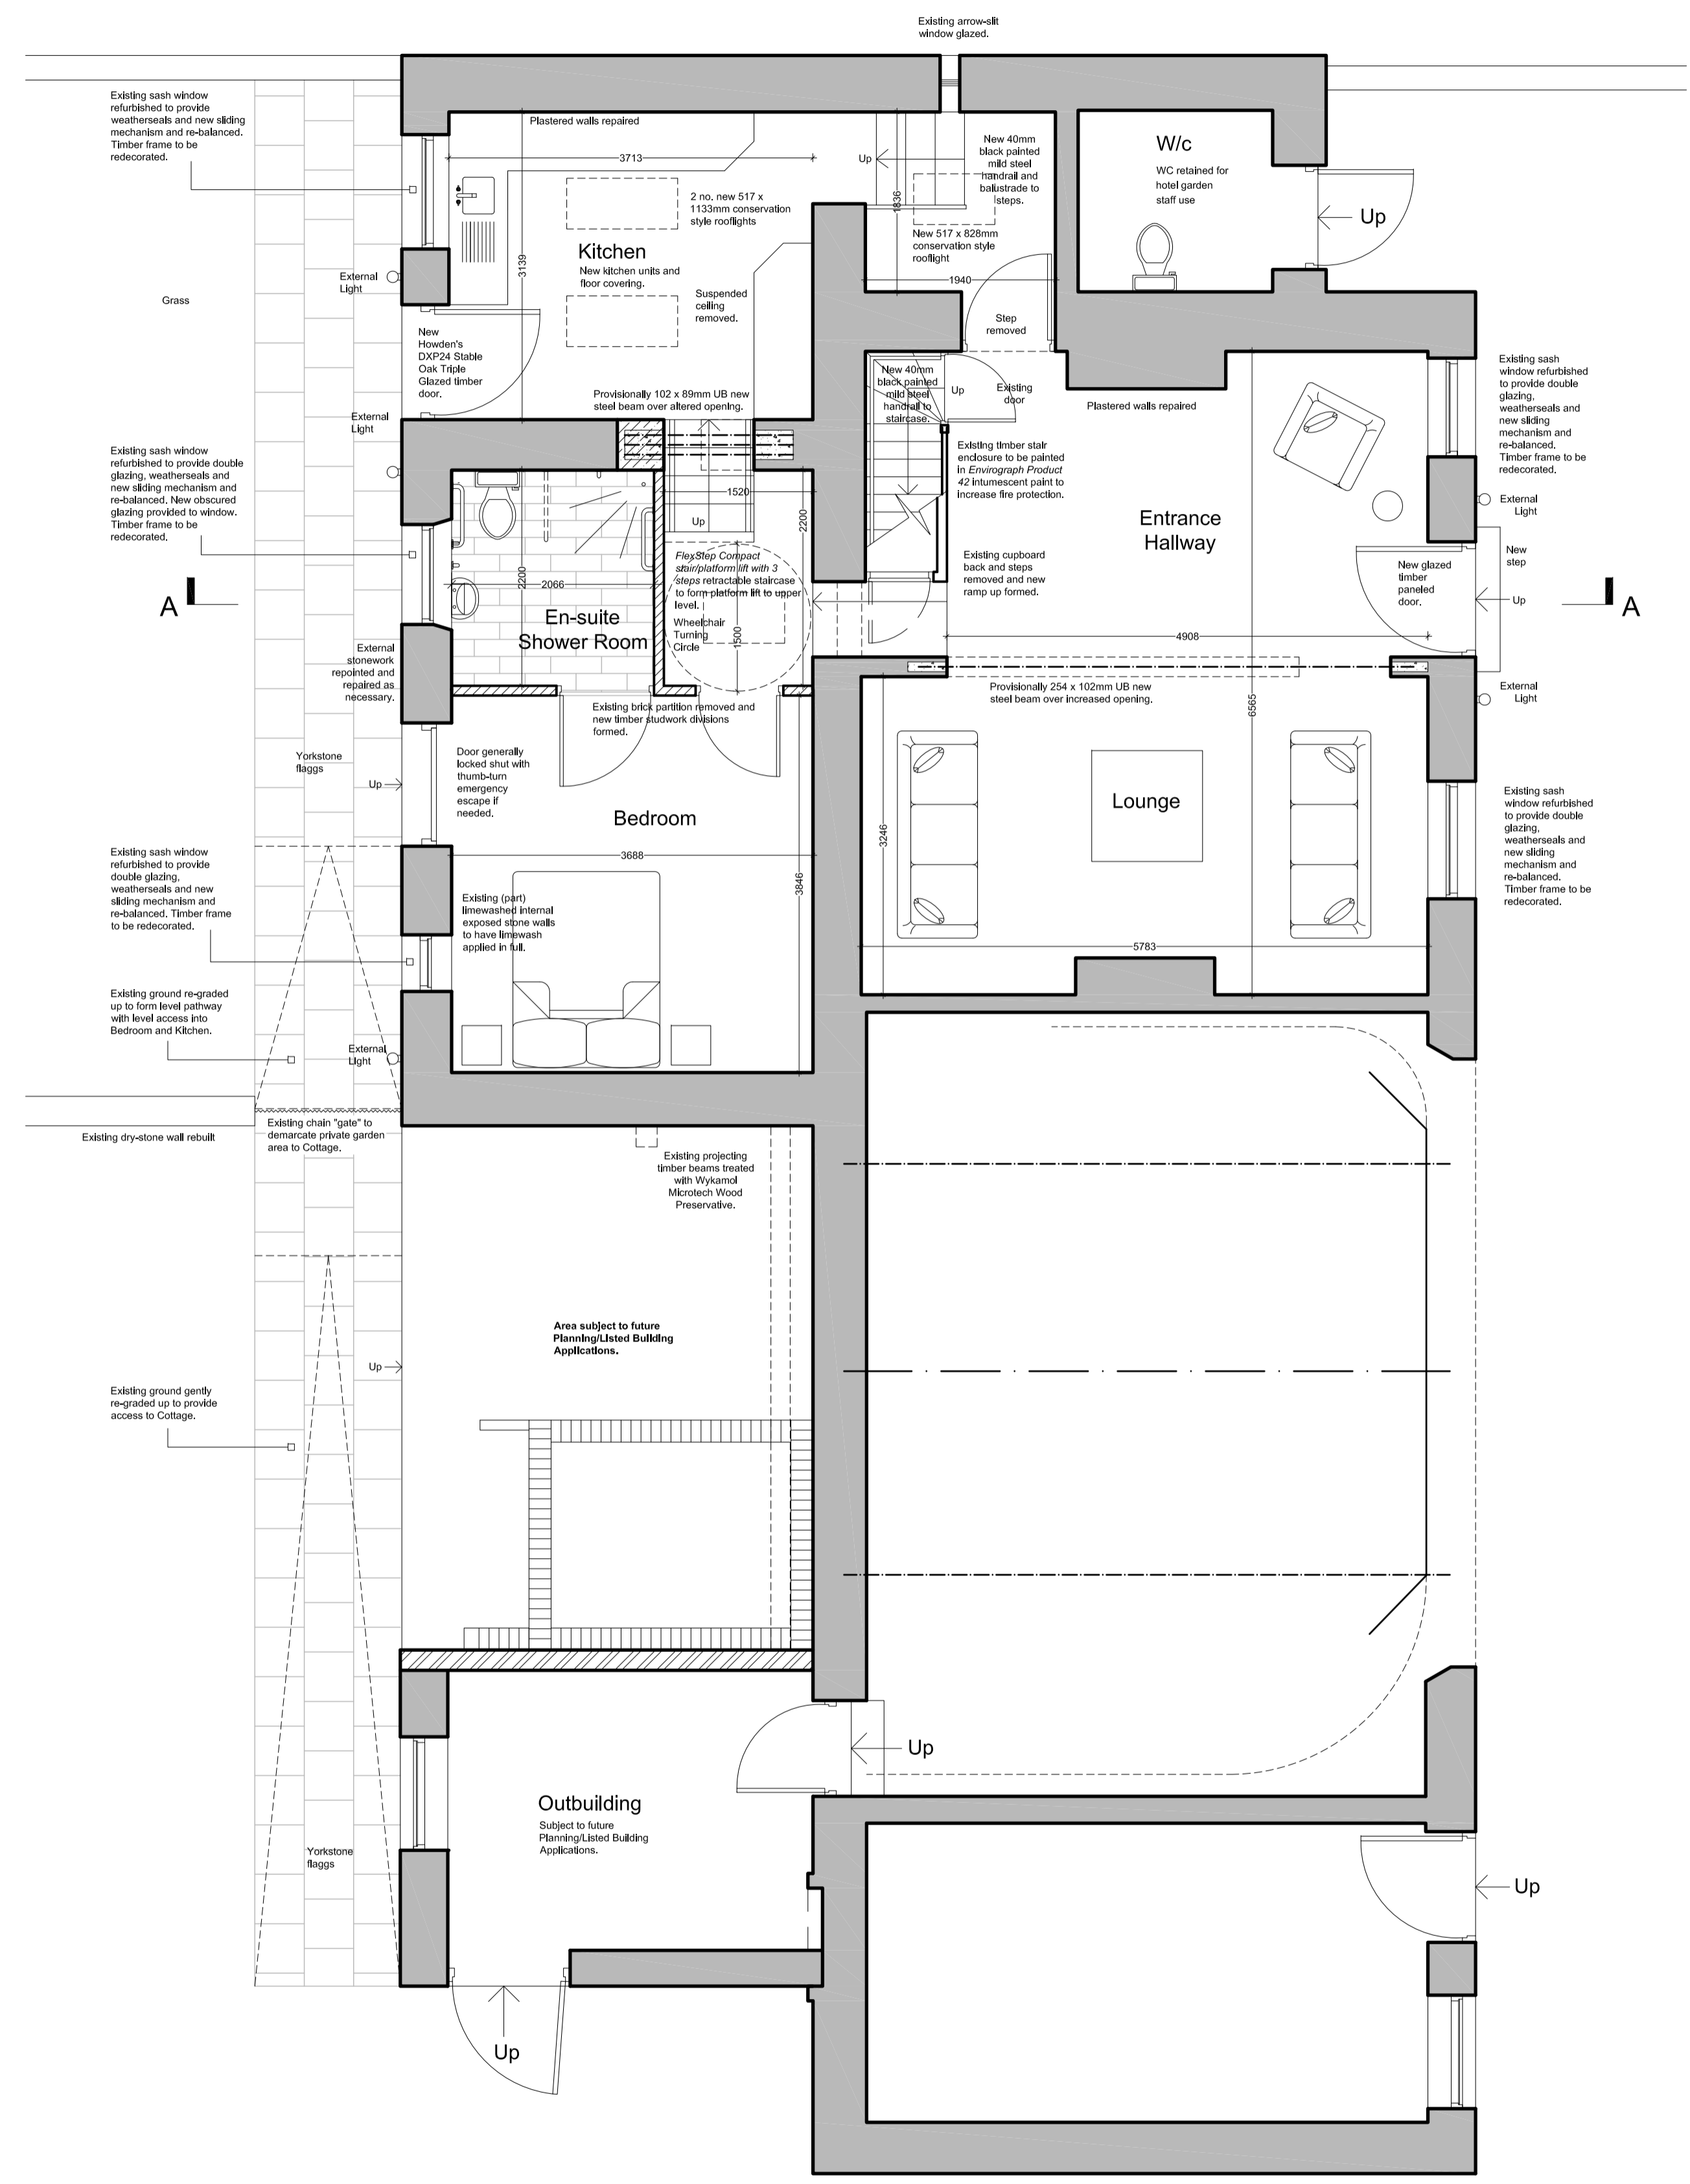 Existing arrow-slit
window glazed.
Existing sash window
refurbished to provide
weatherseals and new sliding
mechanism and re-balanced.
Timber frame to be
redecorated.
Plastered walls repaired
3713
Up
1836
New 40mm
black painted
mild steel
handrail and
balustrade to
steps.
W/c
WC retained for
hotel garden
staff use
Up
2 no. new 517 x
1133mm conservation
style rooflights
Kitchen
New kitchen units and
floor covering.
3139
New 517 x 828mm
conservation style
rooflight
1940
External
Light
Grass
Suspended
ceiling
removed.
Step
removed
New
Howden's
DXP24 Stable
Oak Triple
Glazed timber
door.
Provisionally 102 x 89mm UB new
steel beam over altered opening.
New 40mm
black painted
mild steel
handrail to
staircase.
Up
Existing
door
Plastered walls repaired
Existing sash
window refurbished
to provide double
glazing,
weatherseals and
new sliding
mechanism and
re-balanced.
Timber frame to be
redecorated.
External
Light
Existing sash window
refurbished to provide double
glazing, weatherseals and
new sliding mechanism and
re-balanced. New obscured
glazing provided to window.
Timber frame to be
redecorated.
Existing timber stair
enclosure to be painted
in Envirograph Product
42 intumescent paint to
increase fire protection.
1520
2200
Up
Entrance
Hallway
External
Light
2200
2066
FlexStep Compact
stair/platform lift with 3
steps retractable staircase
to form platform lift to upper
level.
Wheelchair
Turning
Circle
1500
Existing cupboard
back and steps
removed and new
ramp up formed.
New glazed
timber
paneled
door.
New
step
Up
A
A
En-suite
Shower Room
4908
External
stonework
repointed and
repaired as
necessary.
Provisionally 254 x 102mm UB new
steel beam over increased opening.
6565
External
Light
Existing brick partition removed and
new timber studwork divisions
formed.
Yorkstone
flaggs
Up
Door generally
locked shut with
thumb-turn
emergency
escape if
needed.
Bedroom
Lounge
3246
Existing sash
window refurbished
to provide double
glazing,
weatherseals and
new sliding
mechanism and
re-balanced.
Timber frame to be
redecorated.
3688
3846
Existing sash window
refurbished to provide
double glazing,
weatherseals and new
sliding mechanism and
re-balanced. Timber frame
to be redecorated.
Existing (part)
limewashed internal
exposed stone walls
to have limewash
applied in full.
5783
Existing ground re-graded
up to form level pathway
with level access into
Bedroom and Kitchen.
External
Light
Existing dry-stone wall rebuilt
Existing chain "gate" to
demarcate private garden
area to Cottage.
Existing projecting
timber beams treated
with Wykamol
Microtech Wood
Preservative.
Area subject to future
Planning/Listed Building
Applications.
Up
Existing ground gently
re-graded up to provide
access to Cottage.
Up
Outbuilding
Subject to future
Planning/Listed Building
Applications.
Yorkstone
flaggs
Up
Up